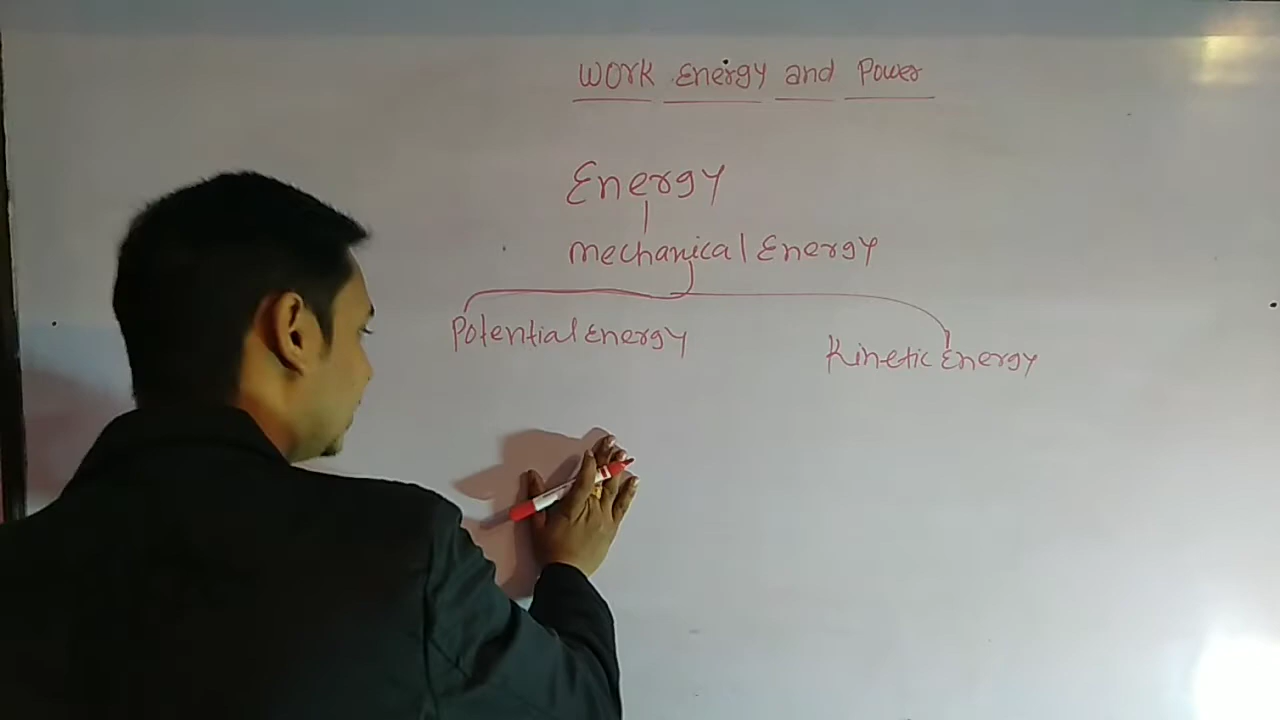 WORK Energy and Power
Energy
Mechanical Energy
Potential Energy
Kinetic Energy